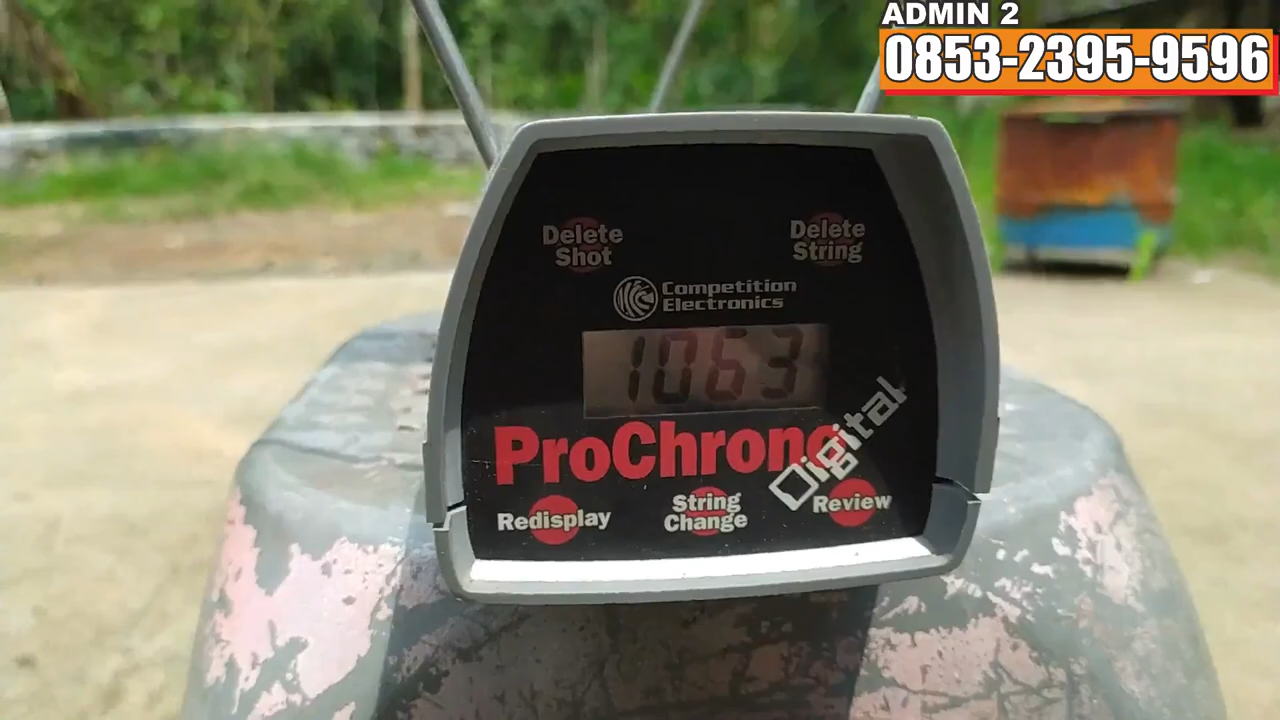 ADMIN 2
0853-2395-9596
Delete
Shot
Delete
String
Competition
Electronics
1063
ProChrono
Digital
Redisplay
String
Change
Review